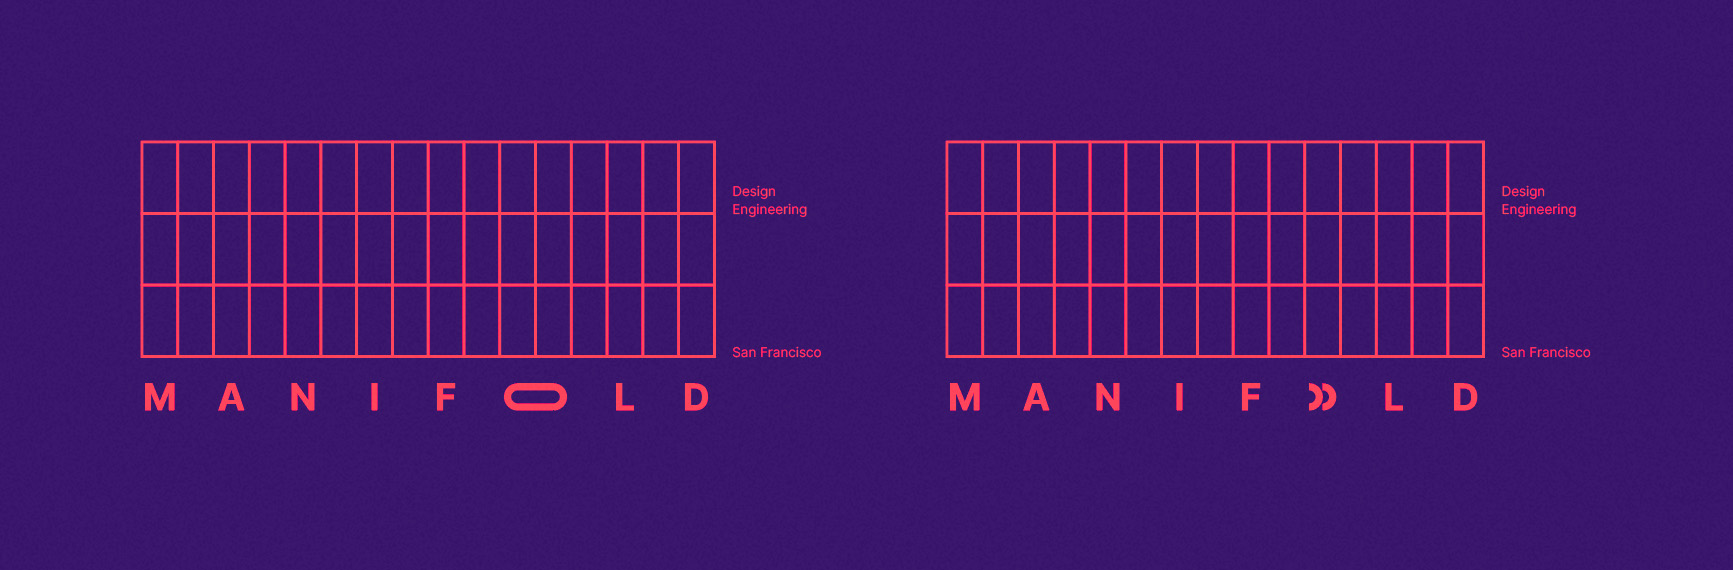 Design
Engineering
San Francisco
M A N I F O L D
Design
Engineering
San Francisco
M A N I F O L D